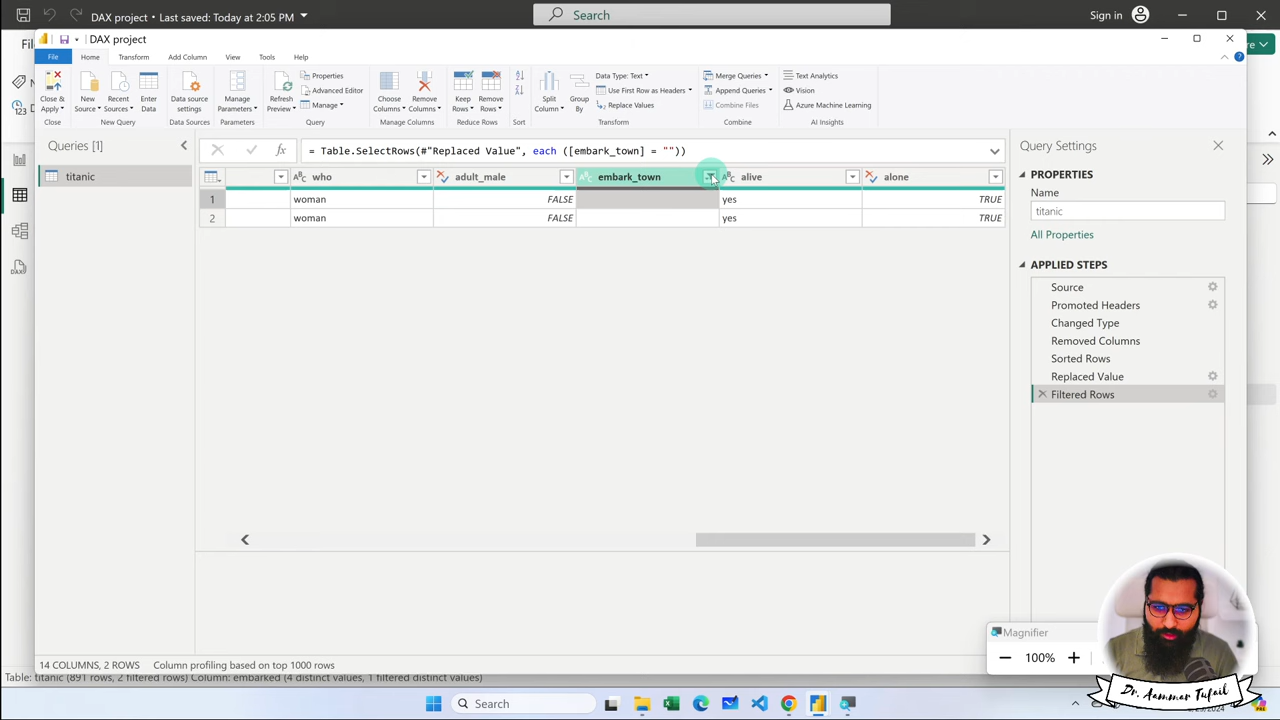 DAX project • Last saved: Today at 2:05 PM
Search
Sign in
DAX project
File
Home
Transform
Add Column
View
Tools
Help
Close & Apply
New Source
Recent Sources
Enter Data
Data source settings
Manage Parameters
Refresh Preview
Properties
Advanced Editor
Manage
Choose Columns
Remove Columns
Keep Rows
Remove Rows
Split Column
Group By
Data Type: Text
Use First Row as Headers
Replace Values
Merge Queries
Append Queries
Combine Files
Text Analytics
Vision
Azure Machine Learning
Close
New Query
Data Sources
Parameters
Query
Manage Columns
Reduce Rows
Sort
Transform
Combine
AI Insights
Queries [1]
titanic
= Table.SelectRows(#"Replaced Value", each ([embark_town] = ""))
who adult_male embark_town alive alone
1 woman FALSE yes TRUE
2 woman FALSE yes TRUE
Query Settings
PROPERTIES
Name
titanic
All Properties
APPLIED STEPS
Source
Promoted Headers
Changed Type
Removed Columns
Sorted Rows
Replaced Value
Filtered Rows
Magnifier
100%
14 COLUMNS, 2 ROWS Column profiling based on top 1000 rows
Table: titanic (891 rows, 2 filtered rows) Column: embarked (4 distinct values, 1 filtered distinct values)
Search
Dr. Aammar Tufail